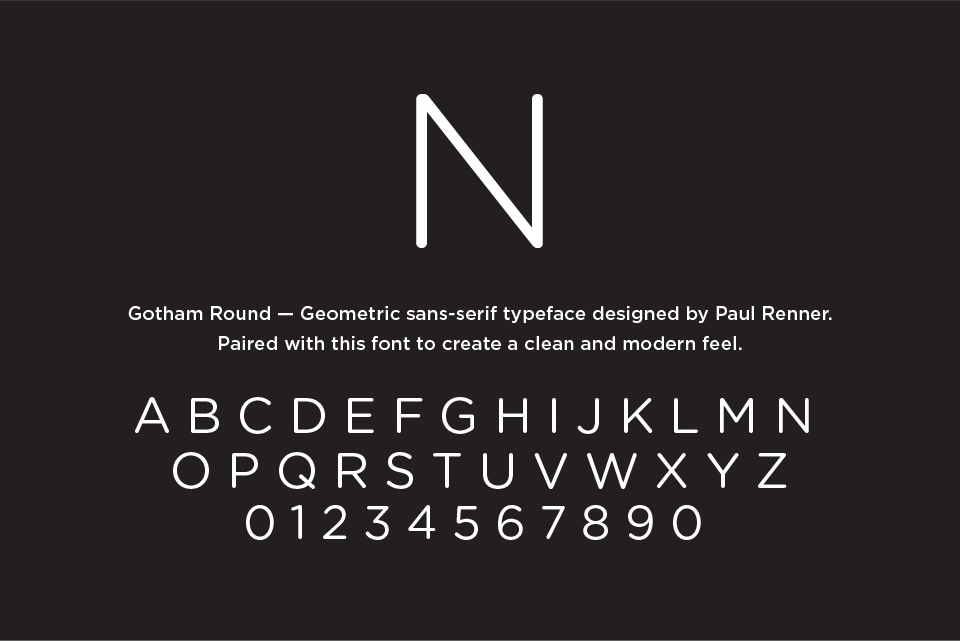 N
Gotham Round — Geometric sans-serif typeface designed by Paul Renner.
Paired with this font to create a clean and modern feel.
A B C D E F G H I J K L M N
O P Q R S T U V W X Y Z
0 1 2 3 4 5 6 7 8 9 0